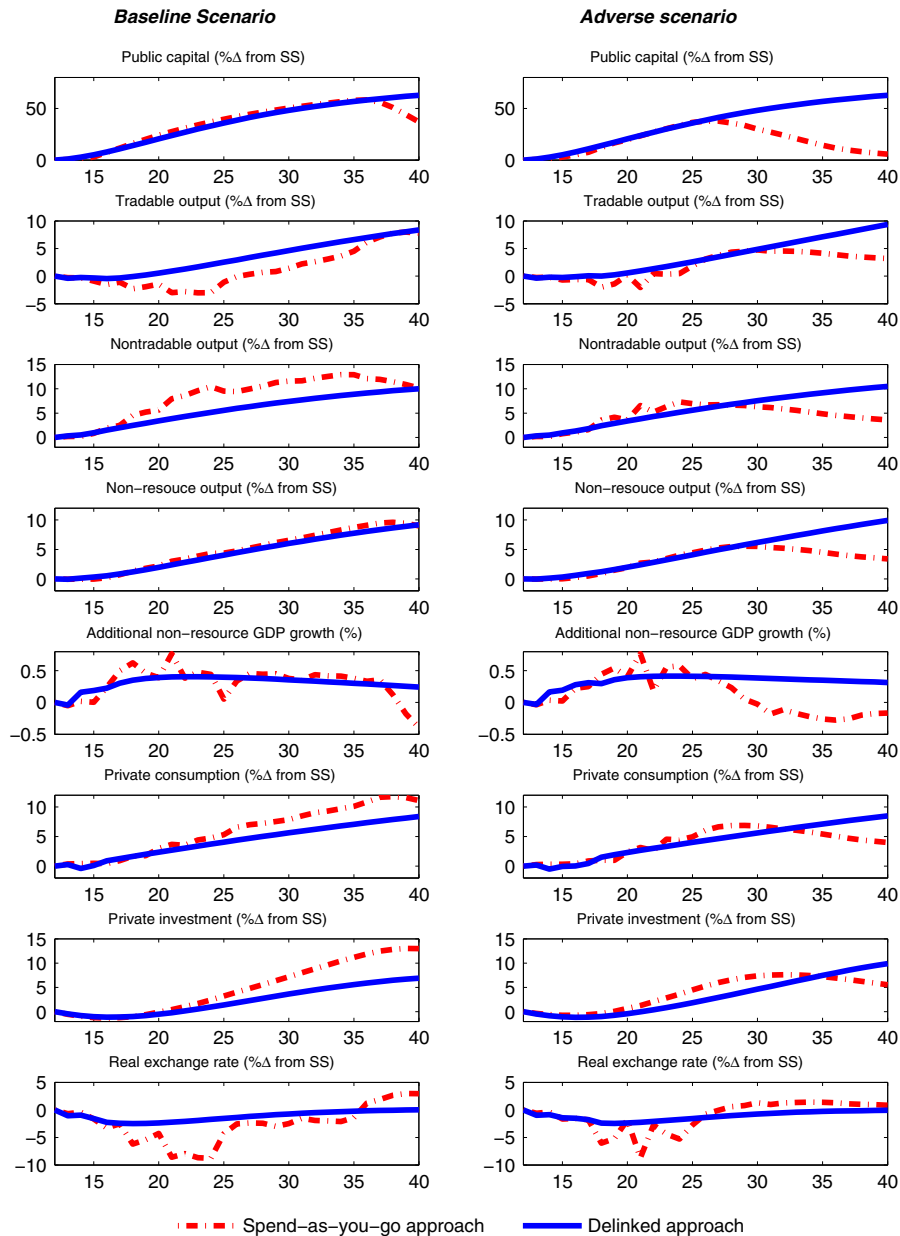 Baseline Scenario
Adverse scenario
Public capital (%Δ from SS)
Public capital (%Δ from SS)
50
0
15 20 25 30 35 40
50
0
15 20 25 30 35 40
Tradable output (%Δ from SS)
Tradable output (%Δ from SS)
10
5
0
−5
15 20 25 30 35 40
10
5
0
−5
15 20 25 30 35 40
Nontradable output (%Δ from SS)
Nontradable output (%Δ from SS)
15
10
5
0
15 20 25 30 35 40
15
10
5
0
15 20 25 30 35 40
Non−resouce output (%Δ from SS)
Non−resource output (%Δ from SS)
10
5
0
15 20 25 30 35 40
10
5
0
15 20 25 30 35 40
Additional non−resource GDP growth (%)
Additional non−resource GDP growth (%)
0.5
0
−0.5
15 20 25 30 35 40
0.5
0
−0.5
15 20 25 30 35 40
Private consumption (%Δ from SS)
Private consumption (%Δ from SS)
10
5
0
15 20 25 30 35 40
10
5
0
15 20 25 30 35 40
Private investment (%Δ from SS)
Private investment (%Δ from SS)
15
10
5
0
15 20 25 30 35 40
15
10
5
0
15 20 25 30 35 40
Real exchange rate (%Δ from SS)
Real exchange rate (%Δ from SS)
5
0
−5
−10
15 20 25 30 35 40
5
0
−5
−10
15 20 25 30 35 40
Spend−as−you−go approach
Delinked approach